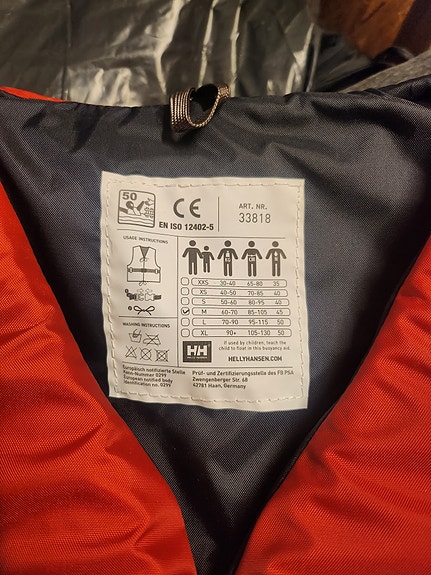 50
CE
EN ISO 12402-5
ART. NR.
33818
USAGE INSTRUCTIONS
XXS 30-40 65-80 35
XS 40-50 70-85 40
S 50-60 80-95 40
M 60-70 85-105 45
L 70-90 95-115 50
XL 90+ 105-130 50
WASHING INSTRUCTIONS
HH
HELLY HANSEN
If used by children, teach the
child to float in this buoyancy aid.
HELLYHANSEN.COM
Europäisch notifizierte Stelle
Kenn-Nummer 0299
European notified body
Identification no. 0299
Prüf- und Zertifizierungsstelle des FB PSA
Zwengenberger Str. 68
42781 Haan, Germany